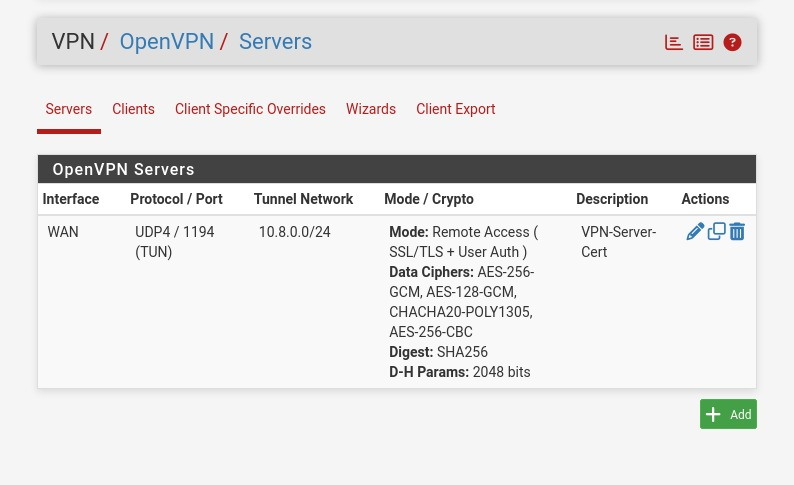 VPN / OpenVPN / Servers
Servers Clients Client Specific Overrides Wizards Client Export
OpenVPN Servers
Interface Protocol / Port Tunnel Network Mode / Crypto Description Actions
WAN UDP4 / 1194 10.8.0.0/24 Mode: Remote Access ( VPN-Server-
(TUN) SSL/TLS + User Auth ) Cert
Data Ciphers: AES-256-
GCM, AES-128-GCM,
CHACHA20-POLY1305,
AES-256-CBC
Digest: SHA256
D-H Params: 2048 bits
Add